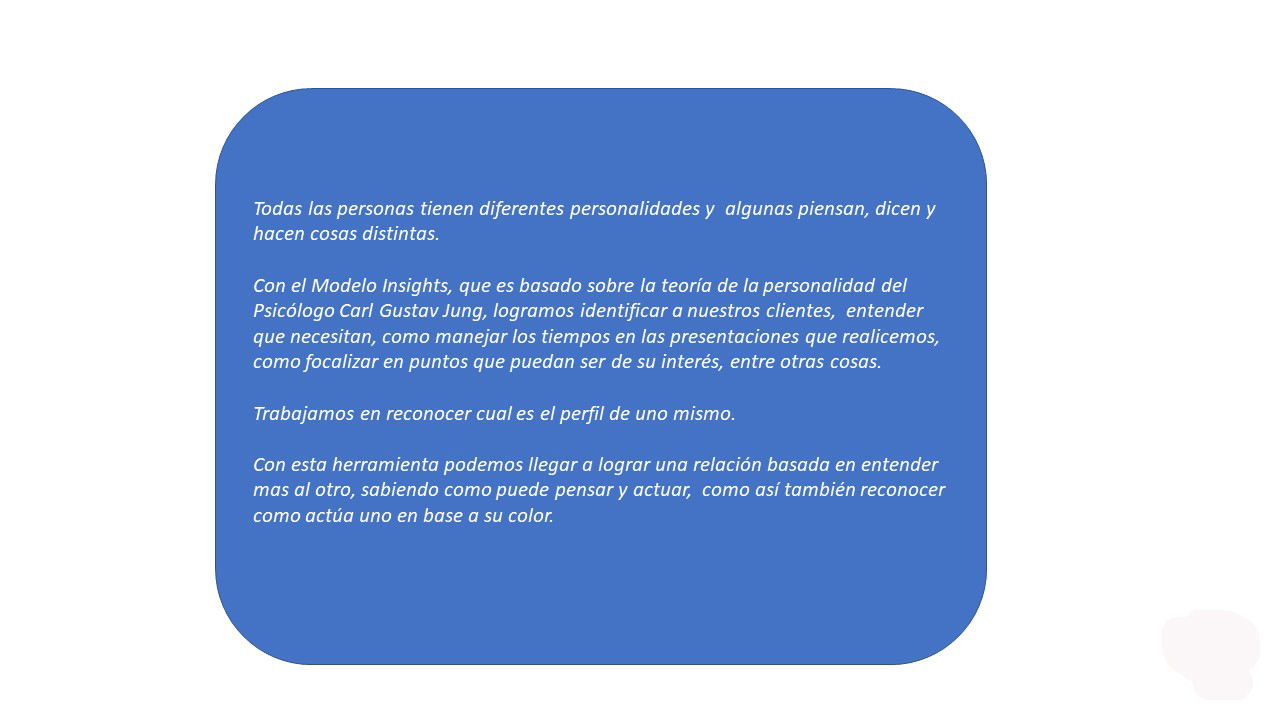 Todas las personas tienen diferentes personalidades y  algunas piensan, dicen y
hacen cosas distintas.
Con el Modelo Insights, que es basado sobre la teoría de la personalidad del
Psicólogo Carl Gustav Jung, logramos identificar a nuestros clientes,  entender
que necesitan, como manejar los tiempos en las presentaciones que realicemos,
como focalizar en puntos que puedan ser de su interés, entre otras cosas.
Trabajamos en reconocer cual es el perfil de uno mismo.
Con esta herramienta podemos llegar a lograr una relación basada en entender
mas al otro, sabiendo como puede pensar y actuar,  como así también reconocer
como actúa uno en base a su color.